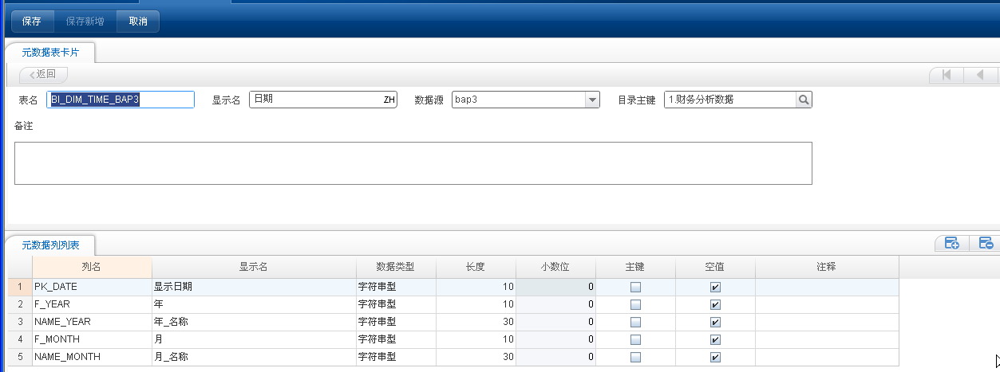 保存 保存新增 取消
元数据表卡片
返回
表名 BI_DIM_TIME_BAP3 显示名 日期 ZH 数据源 bap3 目录主键 1.财务分析数据
备注
元数据列列表
列名 显示名 数据类型 长度 小数位 主键 空值 注释
1 PK_DATE 显示日期 字符串型 10 0
2 F_YEAR 年 字符串型 10 0
3 NAME_YEAR 年_名称 字符串型 30 0
4 F_MONTH 月 字符串型 10 0
5 NAME_MONTH 月_名称 字符串型 30 0